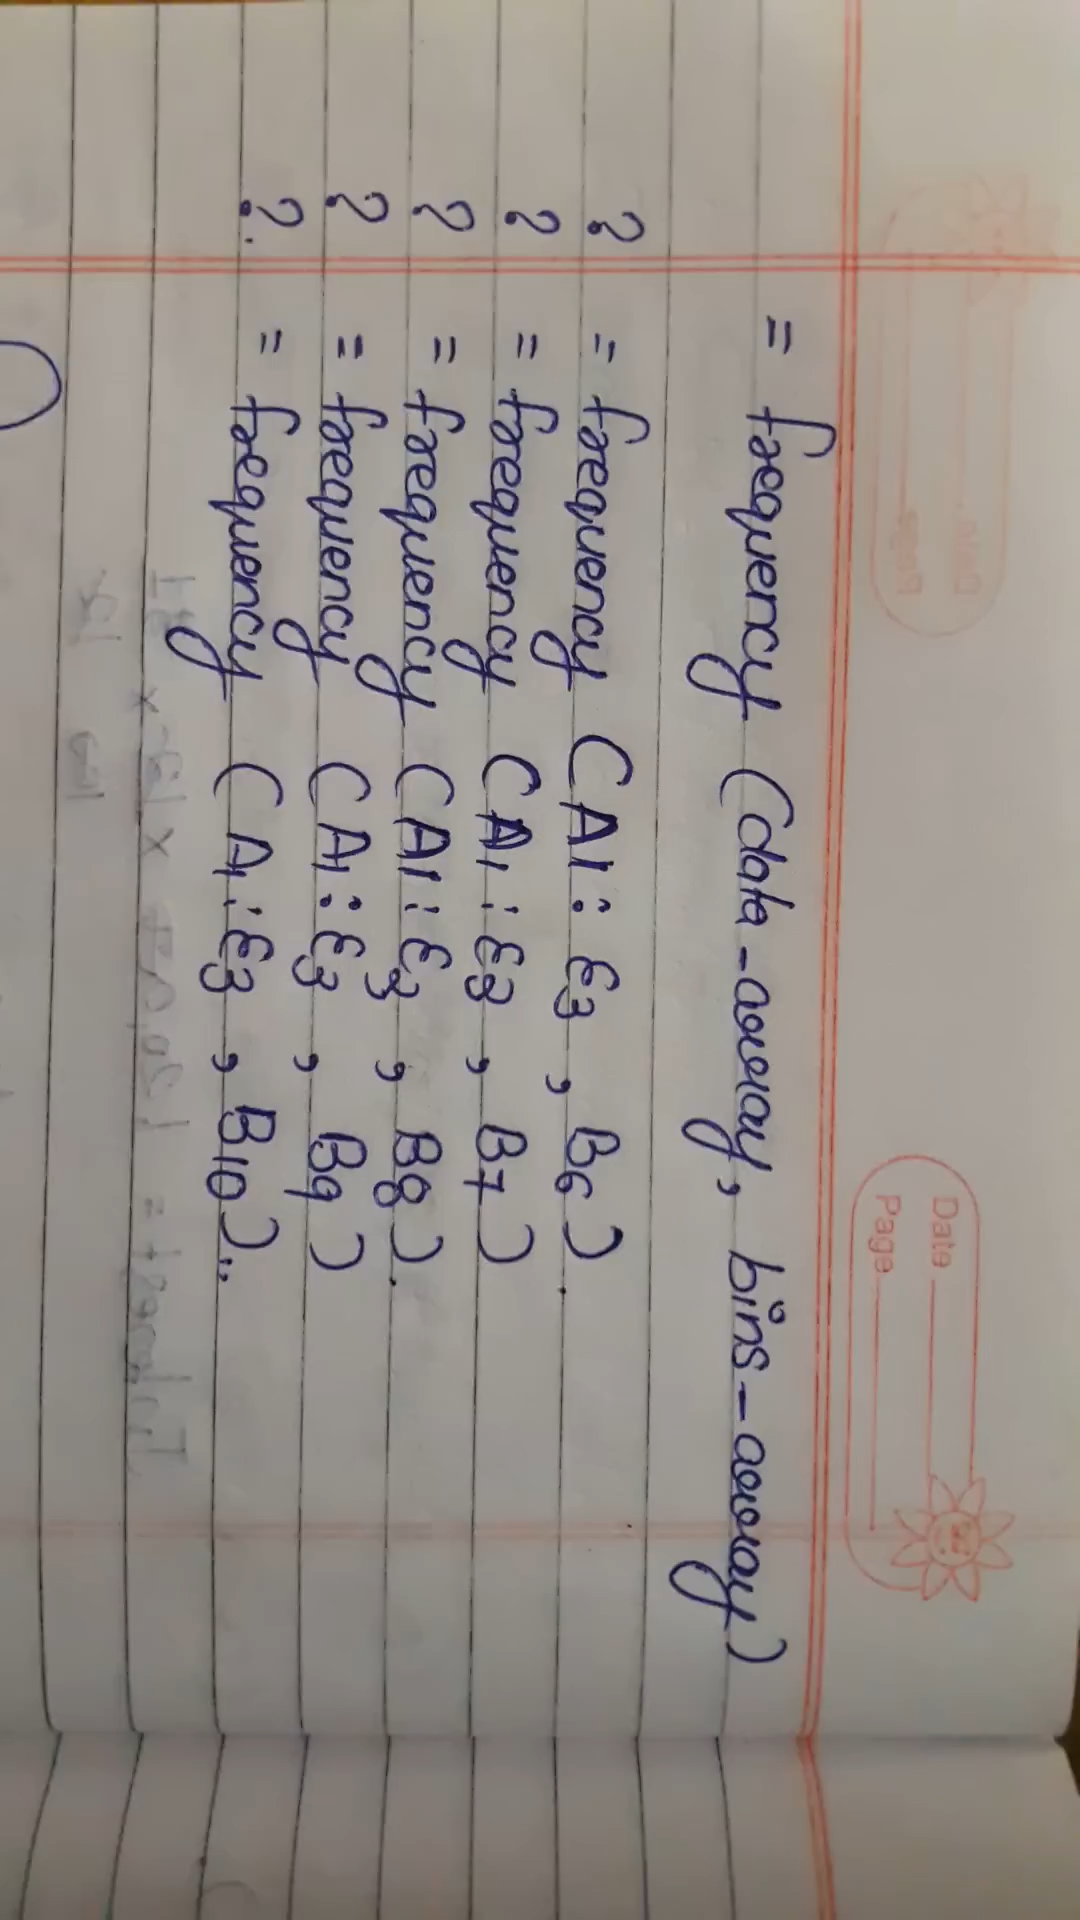 Date
Page
= frequency (data-array, bins-array)
? = frequency (A1:E3, B6).
? = frequency (A1:E3, B7)
? = frequency (A1:E3, B8).
? = frequency (A1:E3, B9)
? = frequency (A1:E3, B10)..